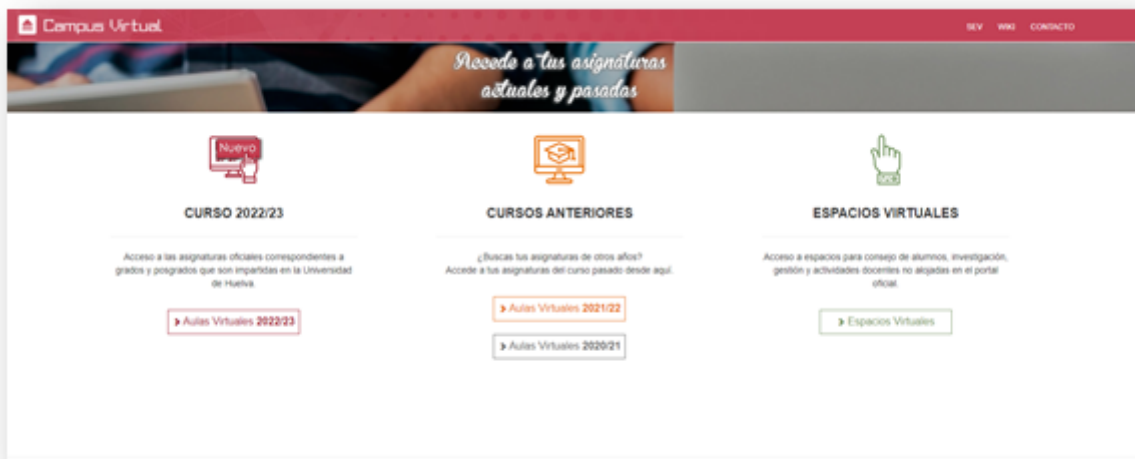 Campus Virtual
SEV WIKI CONTACTO
Accede a tus asignaturas
actuales y pasadas
Nuevo
CURSO 2022/23
Acceso a las asignaturas oficiales correspondientes a
grados y posgrados que son impartidas en la Universidad
de Huelva.
> Aulas Virtuales 2022/23
CURSOS ANTERIORES
¿Buscas tus asignaturas de otros años?
Accede a tus asignaturas del curso pasado desde aquí.
> Aulas Virtuales 2021/22
> Aulas Virtuales 2020/21
ESPACIOS VIRTUALES
Acceso a espacios para consejo de alumnos, investigación,
gestión y actividades docentes no alojadas en el portal
oficial.
> Espacios Virtuales